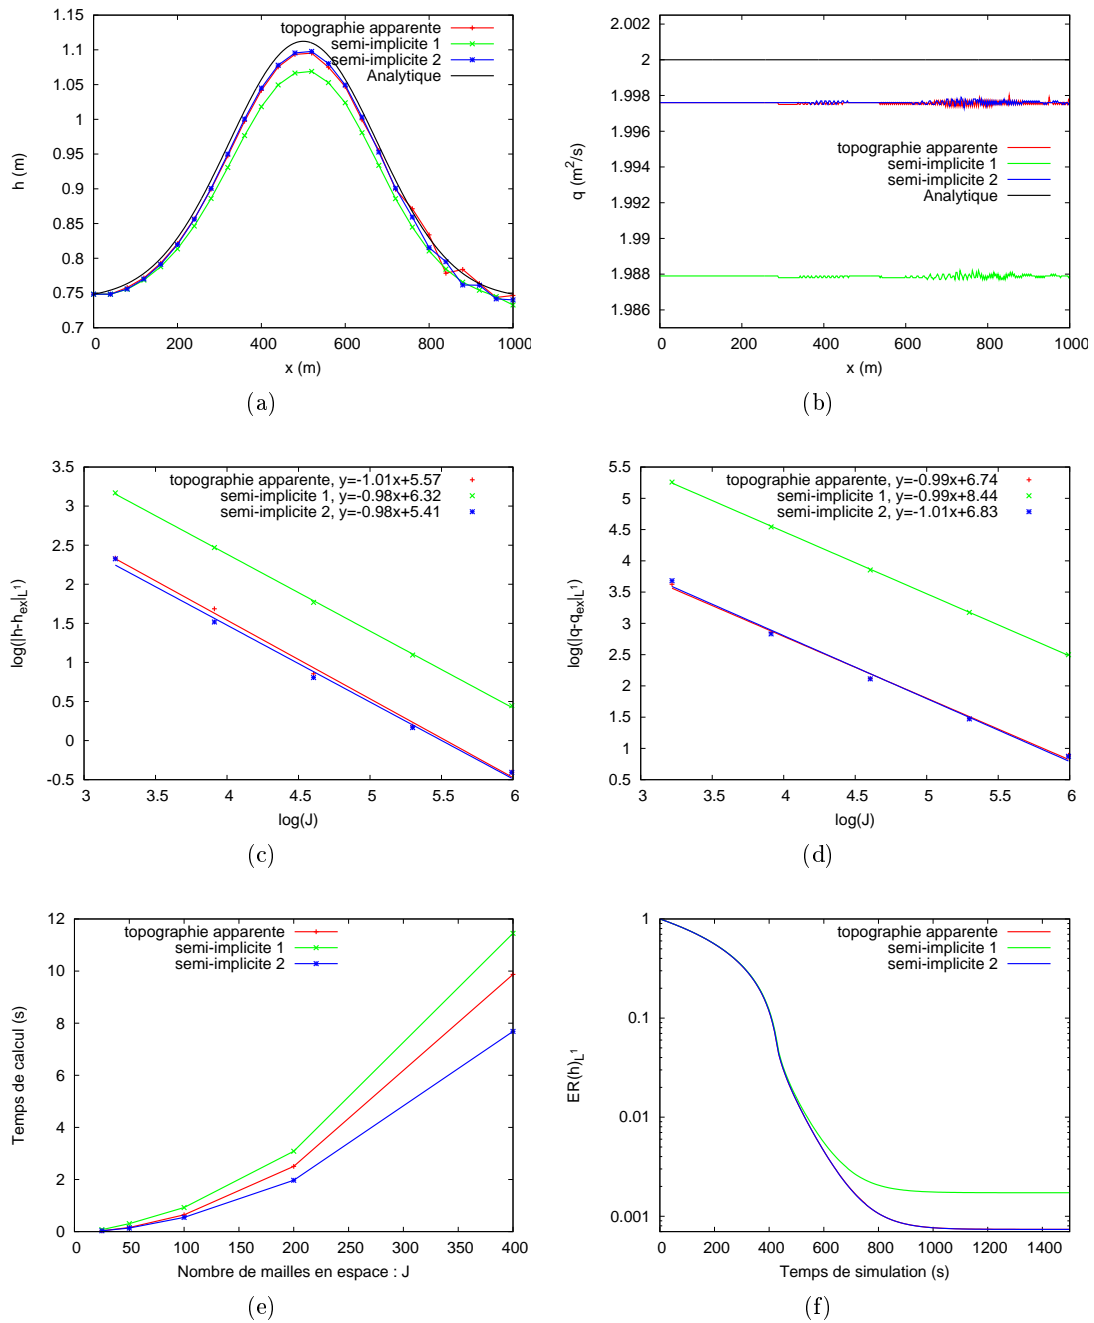 1.15
1.1
1.05
1
0.95
0.9
0.85
0.8
0.75
0.7
h (m)
topographie apparente
semi-implicite 1
semi-implicite 2
Analytique
0 200 400 600 800 1000
x (m)
(a)
2.002
2
1.998
1.996
1.994
1.992
1.99
1.988
1.986
q (m²/s)
topographie apparente
semi-implicite 1
semi-implicite 2
Analytique
0 200 400 600 800 1000
x (m)
(b)
3.5
3
2.5
2
1.5
1
0.5
0
-0.5
log(|h-hex|L1)
topographie apparente, y=-1.01x+5.57
semi-implicite 1, y=-0.98x+6.32
semi-implicite 2, y=-0.98x+5.41
3 3.5 4 4.5 5 5.5 6
log(J)
(c)
5.5
5
4.5
4
3.5
3
2.5
2
1.5
1
0.5
log(|q-qex|L1)
topographie apparente, y=-0.99x+6.74
semi-implicite 1, y=-0.99x+8.44
semi-implicite 2, y=-1.01x+6.83
3 3.5 4 4.5 5 5.5 6
log(J)
(d)
12
10
8
6
4
2
0
Temps de calcul (s)
topographie apparente
semi-implicite 1
semi-implicite 2
0 50 100 150 200 250 300 350 400
Nombre de mailles en espace : J
(e)
1
0.1
0.01
0.001
ER(h)L1
topographie apparente
semi-implicite 1
semi-implicite 2
0 200 400 600 800 1000 1200 1400
Temps de simulation (s)
(f)